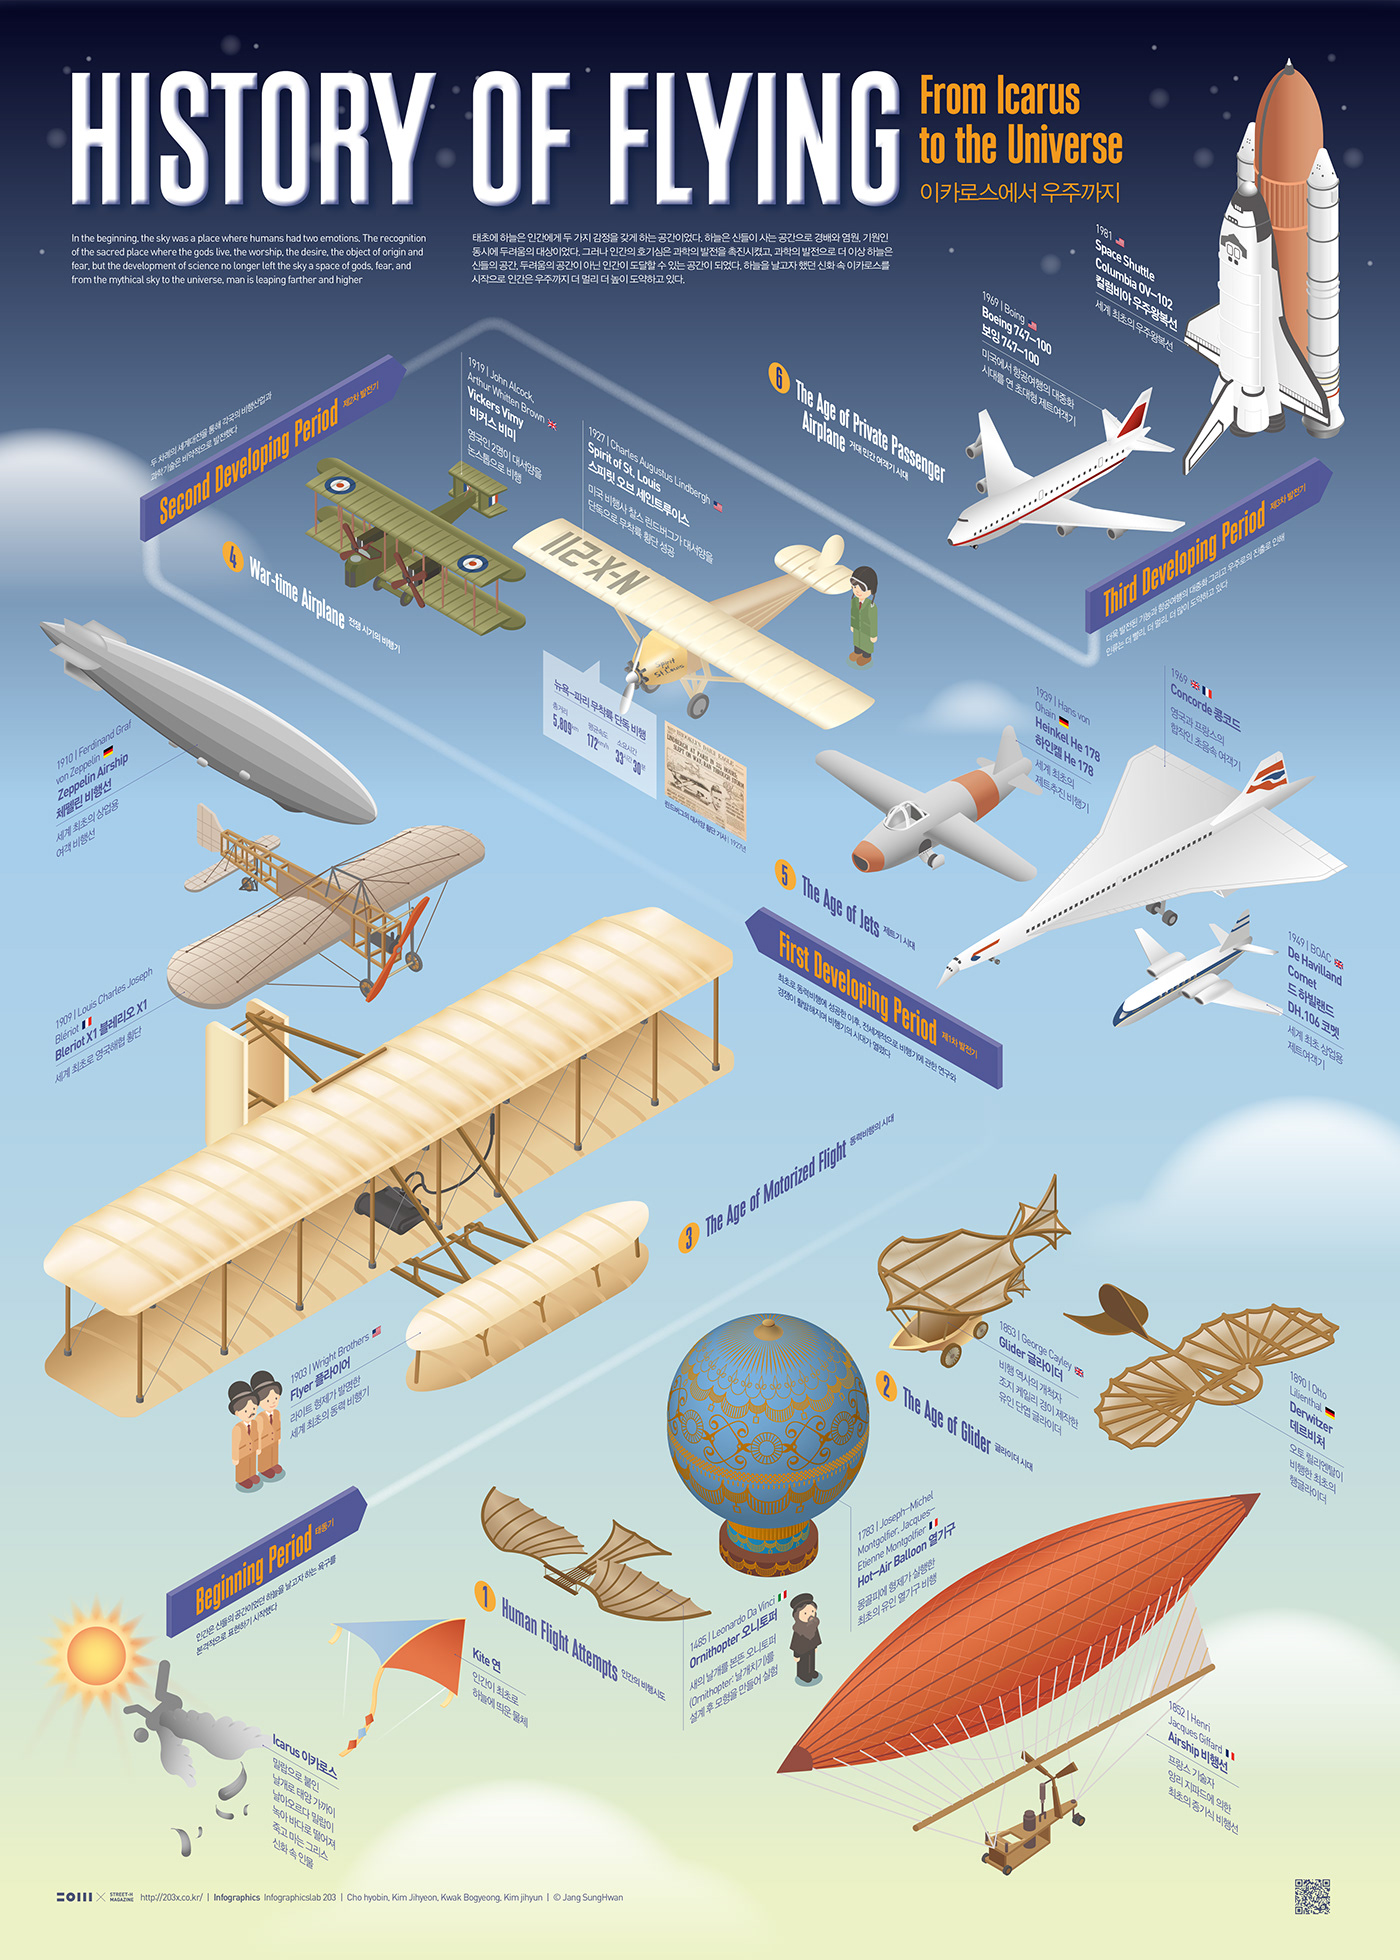 HISTORY OF FLYING
From Icarus
to the Universe
이카로스에서 우주까지
In the beginning, the sky was a place where humans had two emotions. The recognition
of the sacred place where the gods live, the worship, the desire, the object of origin and
fear, but the development of science no longer left the sky a space of gods, fear, and
from the mythical sky to the universe, man is leaping farther and higher
태초에 하늘은 인간에게 두 가지 감정을 갖게 하는 공간이었다. 하늘은 신들이 사는 공간으로 경배와 염원, 기원인
동시에 두려움의 대상이었다. 그러나 인간의 호기심은 과학의 발전을 촉진시켰고, 과학의 발전으로 더 이상 하늘은
신들의 공간, 두려움의 공간이 아닌 인간이 도달할 수 있는 공간이 되었다. 하늘을 날고자 했던 신화 속 이카로스를
시작으로 인간은 우주까지 더 멀리 더 높이 도약하고 있다.
1981
Space Shuttle
Columbia OV-102
컬럼비아 우주왕복선
세계 최초의 우주왕복선
1969 | Boeing
Boeing 747-100
보잉 747-100
미국에서 항공여행의 대중화
시대를 연 초대형 제트여객기
6 The Age of Private Passenger
Airplane 거대 민간 여객기 시대
두 차례의 세계대전을 통해 각국의 비행산업과
과학기술은 비약적으로 발전했다
Second Developing Period 제2차 발전기
1919 | John Alcock,
Arthur Whitten Brown
Vickers Vimy
비커스 비미
영국인 2명이 대서양을
논스톱으로 비행
1927 | Charles Augustus Lindbergh
Spirit of St. Louis
스피릿 오브 세인트루이스
미국 비행사 찰스 린드버그가 대서양을
단독으로 무착륙 횡단 성공
N-X-211
Spirit
of
St. Louis
4 War-time Airplane 전쟁 시기의 비행기
Third Developing Period 제3차 발전기
더욱 발전된 기능과 항공여행의 대중화 그리고 우주로의 진출로 인해
인류는 더 빨리, 더 멀리, 더 많이 도약하고 있다
뉴욕-파리 무착륙 단독 비행
총거리 평균속도 소요시간
5,809km 172km/h 33시간 30분
린드버그의 대서양 횡단 기사 | 1927년
1910 | Ferdinand Graf
von Zeppelin
Zeppelin Airship
체펠린 비행선
세계 최초의 상업용
여객 비행선
1939 | Hans von
Ohain
Heinkel He 178
하인켈 He 178
세계 최초의
제트추진 비행기
1969
Concorde 콩코드
영국과 프랑스의
합작인 초음속 여객기
5 The Age of Jets 제트기 시대
1949 | BOAC
De Havilland
Comet
드 하빌랜드
DH.106 코멧
세계 최초 상업용
제트여객기
First Developing Period 제1차 발전기
최초로 동력비행에 성공한 이후, 전세계적으로 비행기에 관한 연구와
경쟁이 활발해지며 비행기의 시대가 열렸다
1909 | Louis Charles Joseph
Blériot
Bleriot X1 블레리오 X1
세계 최초로 영국해협 횡단
3 The Age of Motorized Flight 동력비행의 시대
1903 | Wright Brothers
Flyer 플라이어
라이트 형제가 발명한
세계 최초의 동력 비행기
1853 | George Cayley
Glider 글라이더
비행 역사의 개척자
조지 케일리 경이 제작한
유인 단엽 글라이더
2 The Age of Glider 글라이더 시대
1890 | Otto
Lilienthal
Derwitzer
데르비처
오토 릴리엔탈이
비행한 최초의
행글라이더
Beginning Period 태동기
인간은 신들의 공간이었던 하늘을 날고자 하는 욕구를
본격적으로 표현하기 시작했다
1783 | Joseph-Michel
Montgolfier, Jacques-
Etienne Montgolfier
Hot-Air Balloon 열기구
몽골피에 형제가 실행한
최초의 유인 열기구 비행
1 Human Flight Attempts 인간의 비행시도
1485 | Leonardo Da Vinci
Ornithopter 오니토퍼
새의 날개를 본뜬 오니토퍼
(Ornithopter: 날개치기)를
설계 후 모형을 만들어 실험
Kite 연
인간이 최초로
하늘에 띄운 물체
Icarus 이카로스
밀랍으로 붙인
날개로 태양 가까이
날아오르다 밀랍이
녹아 바다로 떨어져
죽고 마는 그리스
신화 속 인물
1852 | Henri
Jacques Giffard
Airship 비행선
프랑스 기술자
앙리 지파드에 의한
최초의 증기식 비행선
STREET-H
MAGAZINE
http://203x.co.kr/ | Infographics Infographicslab 203 | Cho hyobin, Kim Jihyeon, Kwak Bogyeong, Kim jihyun | © Jang SungHwan